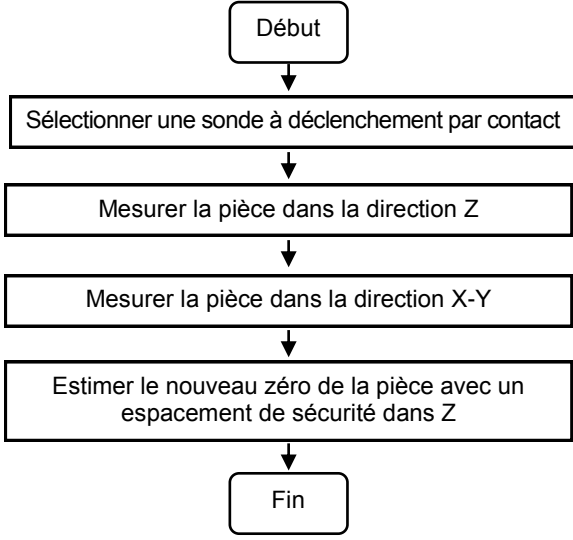 Début
Sélectionner une sonde à déclenchement par contact
Mesurer la pièce dans la direction Z
Mesurer la pièce dans la direction X-Y
Estimer le nouveau zéro de la pièce avec un
espacement de sécurité dans Z
Fin